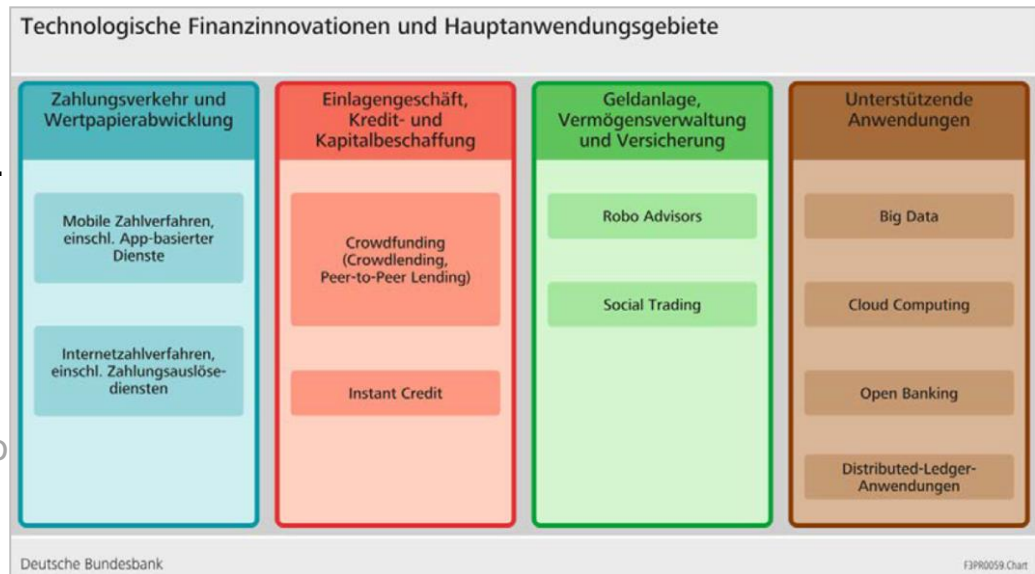 Technologische Finanzinnovationen und Hauptanwendungsgebiete
Zahlungsverkehr und
Wertpapierabwicklung
Mobile Zahlverfahren,
einschl. App-basierter
Dienste
Internetzahlverfahren,
einschl. Zahlungsauslöse-
diensten
Einlagengeschäft,
Kredit- und
Kapitalbeschaffung
Crowdfunding
(Crowdlending,
Peer-to-Peer Lending)
Instant Credit
Geldanlage,
Vermögensverwaltung
und Versicherung
Robo Advisors
Social Trading
Unterstützende
Anwendungen
Big Data
Cloud Computing
Open Banking
Distributed-Ledger-
Anwendungen
Deutsche Bundesbank
F3PR0059.Chart